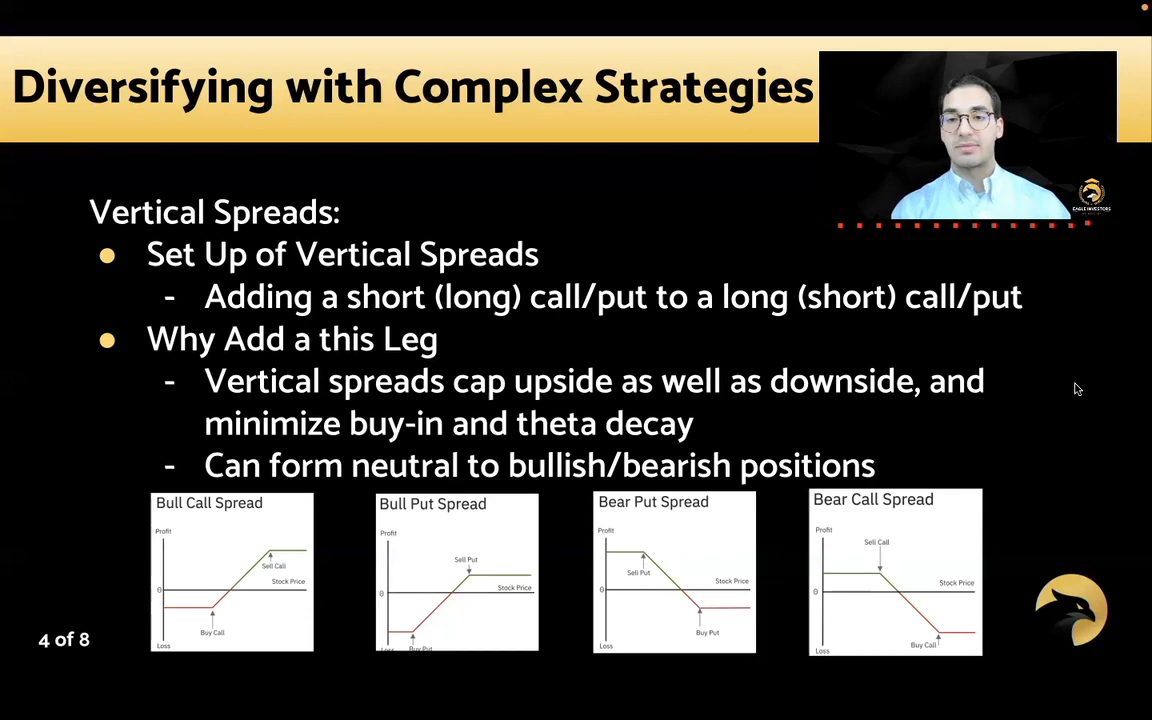 Diversifying with Complex Strategies
EAGLE INVESTORS
Vertical Spreads:
● Set Up of Vertical Spreads
- Adding a short (long) call/put to a long (short) call/put
● Why Add a this Leg
- Vertical spreads cap upside as well as downside, and
minimize buy-in and theta decay
- Can form neutral to bullish/bearish positions
Bull Call Spread
Profit
Sell Call
Stock Price
0
Buy Call
Loss
Bull Put Spread
Profit
Sell Put
Stock Price
0
Loss
Buy Put
Bear Put Spread
Profit
Sell Put
Stock Price
0
Buy Put
Loss
Bear Call Spread
Profit
Sell Call
Stock Price
0
Buy Call
Loss
4 of 8